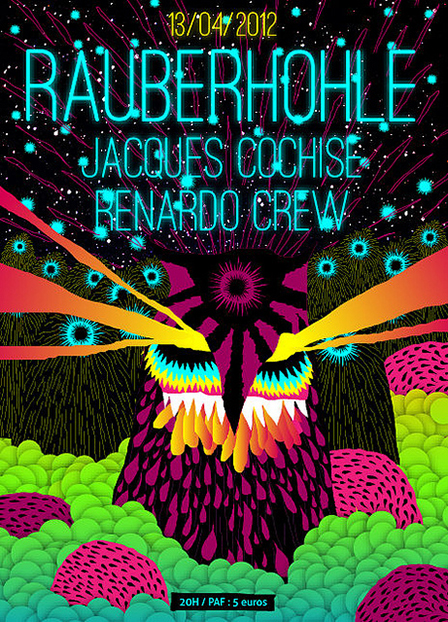 13/04/2012
RAUBERHOHLE
JACQUES COCHISE
RENARDO CREW
20H / PAF : 5 euros